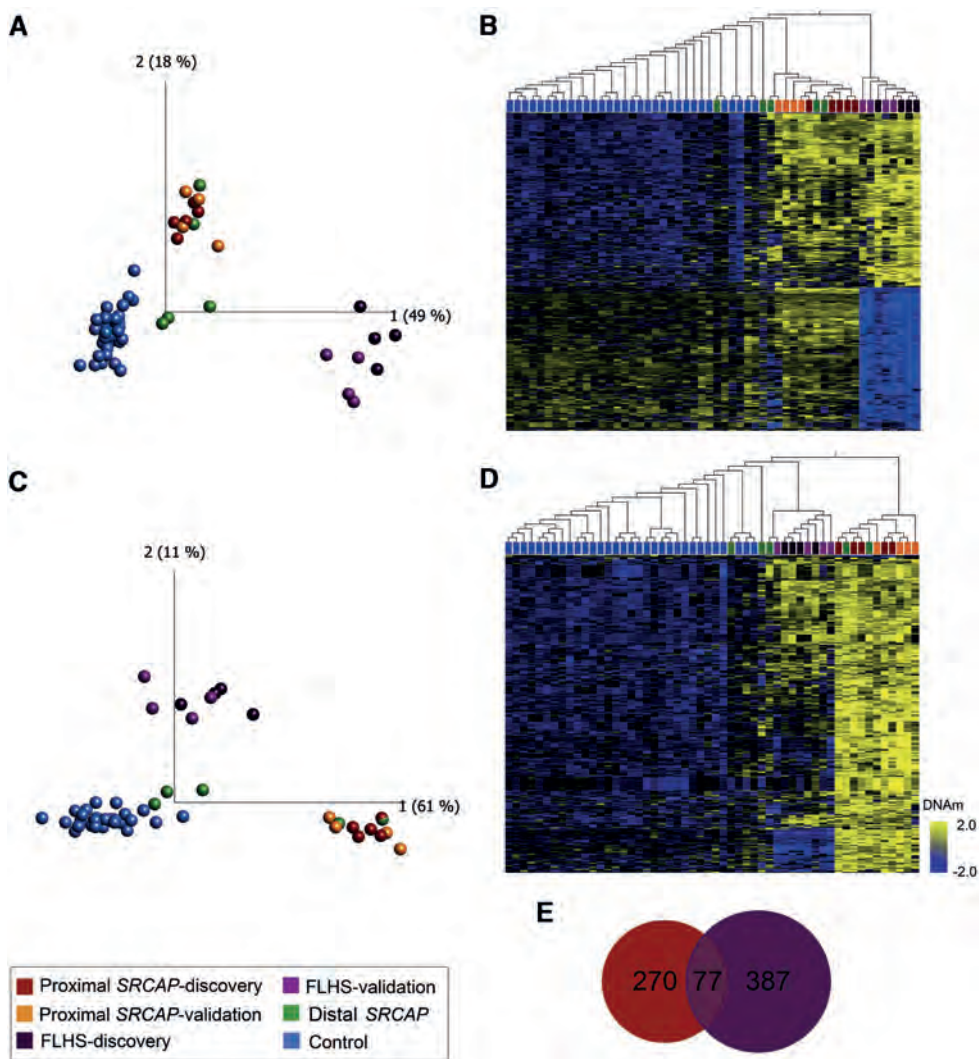 A
2 (18 %)
1 (49 %)
B
C
2 (11 %)
1 (61 %)
D
DNAm
2.0
-2.0
E
270 77 387
Proximal SRCAP-discovery
Proximal SRCAP-validation
FLHS-discovery
FLHS-validation
Distal SRCAP
Control